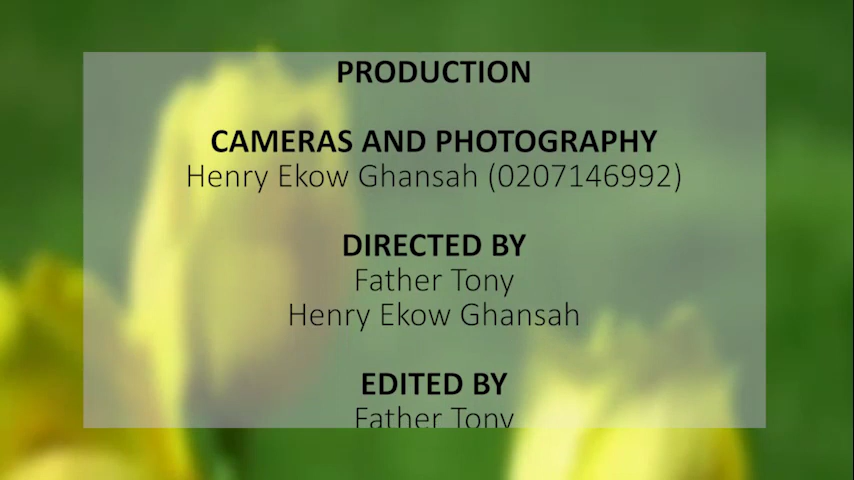 PRODUCTION
CAMERAS AND PHOTOGRAPHY
Henry Ekow Ghansah (0207146992)
DIRECTED BY
Father Tony
Henry Ekow Ghansah
EDITED BY
Father Tony